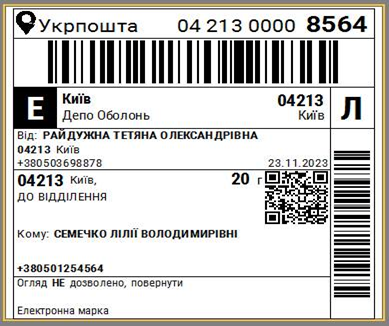 Укрпошта 04 213 0000 8564
Е Київ 04213 Л
Депо Оболонь Київ
Від: РАЙДУЖНА ТЕТЯНА ОЛЕКСАНДРІВНА
04213 Київ
+380503698878 23.11.2023
04213 Київ, 20 г
ДО ВІДДІЛЕННЯ
Кому: СЕМЕЧКО ЛІЛІЇ ВОЛОДИМИРІВНІ
+380501254564
Огляд НЕ дозволено, повернути
Електронна марка